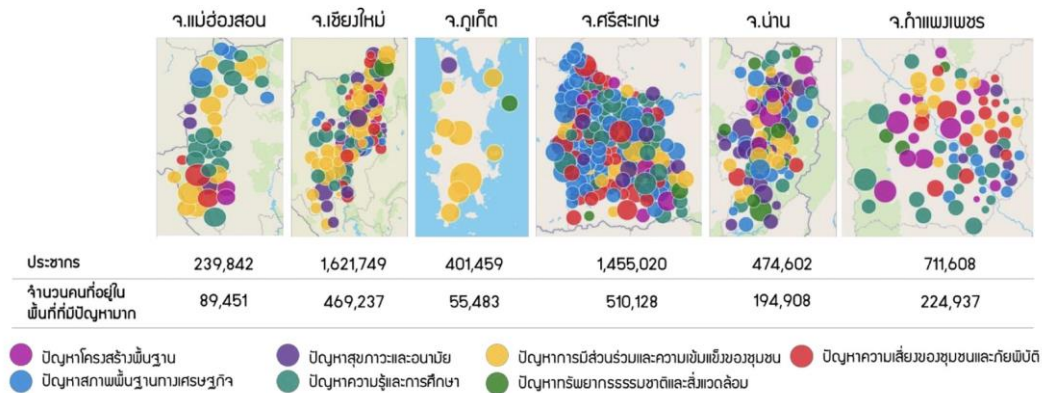 จ.แม่ฮ่องสอน จ.เชียงใหม่ จ.ภูเก็ต จ.ศรีสะเกษ จ.น่าน จ.กำแพงเพชร
ประชากร 239,842 1,621,749 401,459 1,455,020 474,602 711,608
จำนวนคนที่อยู่ใน
พื้นที่ที่มีปัญหามาก 89,451 469,237 55,483 510,128 194,908 224,937
ปัญหาโครงสร้างพื้นฐาน ปัญหาสุขภาวะและอนามัย ปัญหาการมีส่วนร่วมและความเข้มแข็งของชุมชน ปัญหาความเสี่ยงของชุมชนและภัยพิบัติ
ปัญหาสภาพพื้นฐานทางเศรษฐกิจ ปัญหาความรู้และการศึกษา ปัญหาทรัพยากรธรรมชาติและสิ่งแวดล้อม